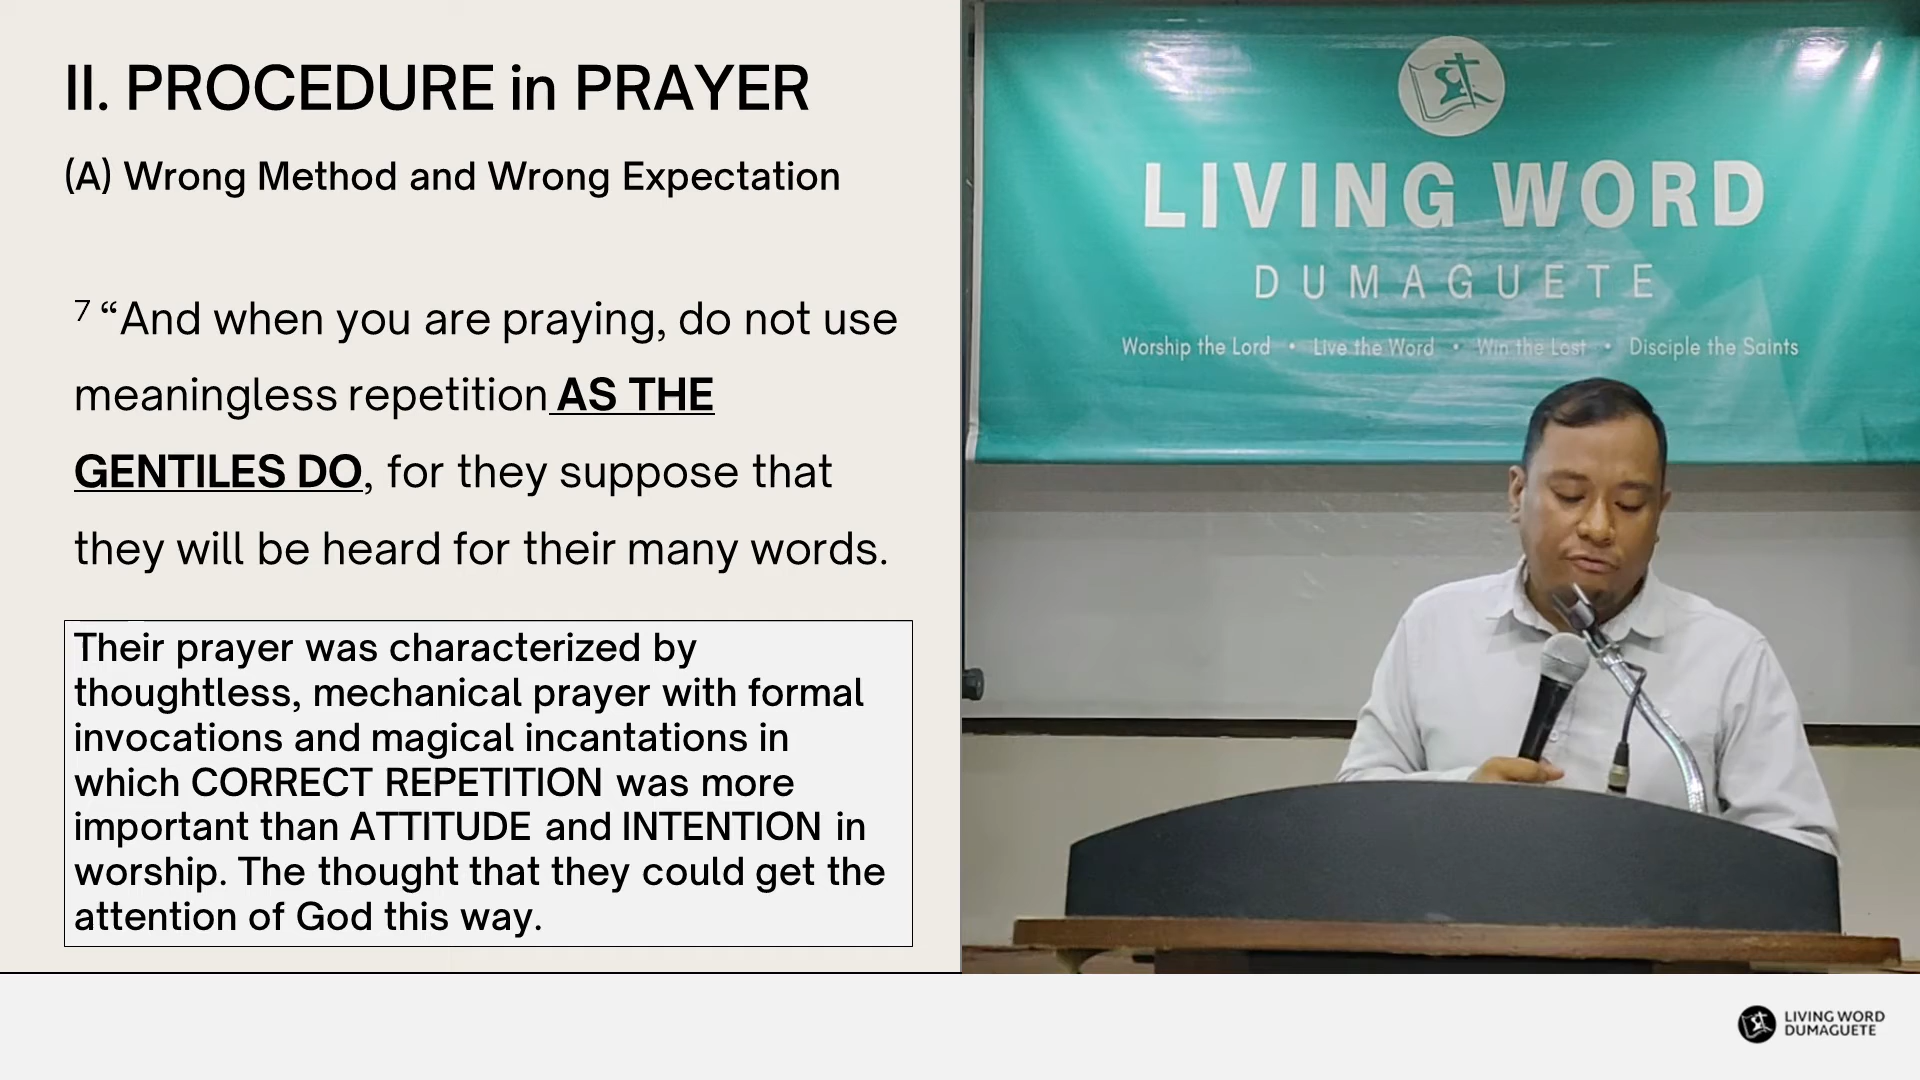 II. PROCEDURE in PRAYER
(A) Wrong Method and Wrong Expectation
7 “And when you are praying, do not use
meaningless repetition AS THE
GENTILES DO, for they suppose that
they will be heard for their many words.
Their prayer was characterized by
thoughtless, mechanical prayer with formal
invocations and magical incantations in
which CORRECT REPETITION was more
important than ATTITUDE and INTENTION in
worship. The thought that they could get the
attention of God this way.
LIVING WORD
DUMAGUETE
Worship the Lord • Live the Word • Win the Lost • Disciple the Saints
LIVING WORD
DUMAGUETE